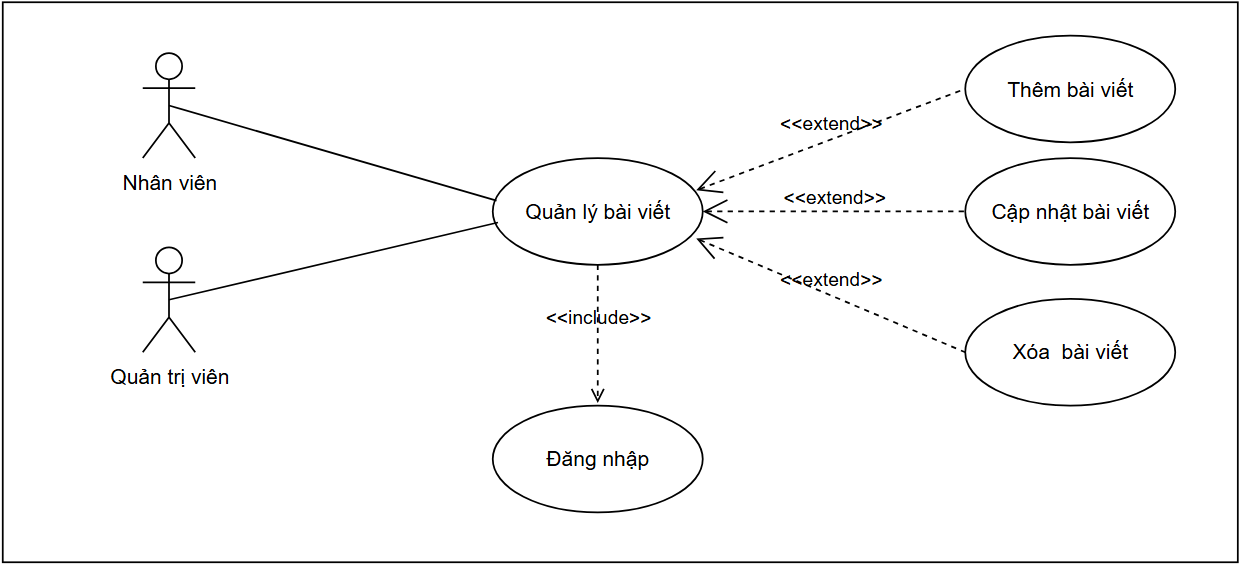 Thêm bài viết
<<extend>>
Nhân viên
<<extend>>
Quản lý bài viết
Cập nhật bài viết
<<extend>>
<<include>>
Xóa  bài viết
Quản trị viên
Đăng nhập